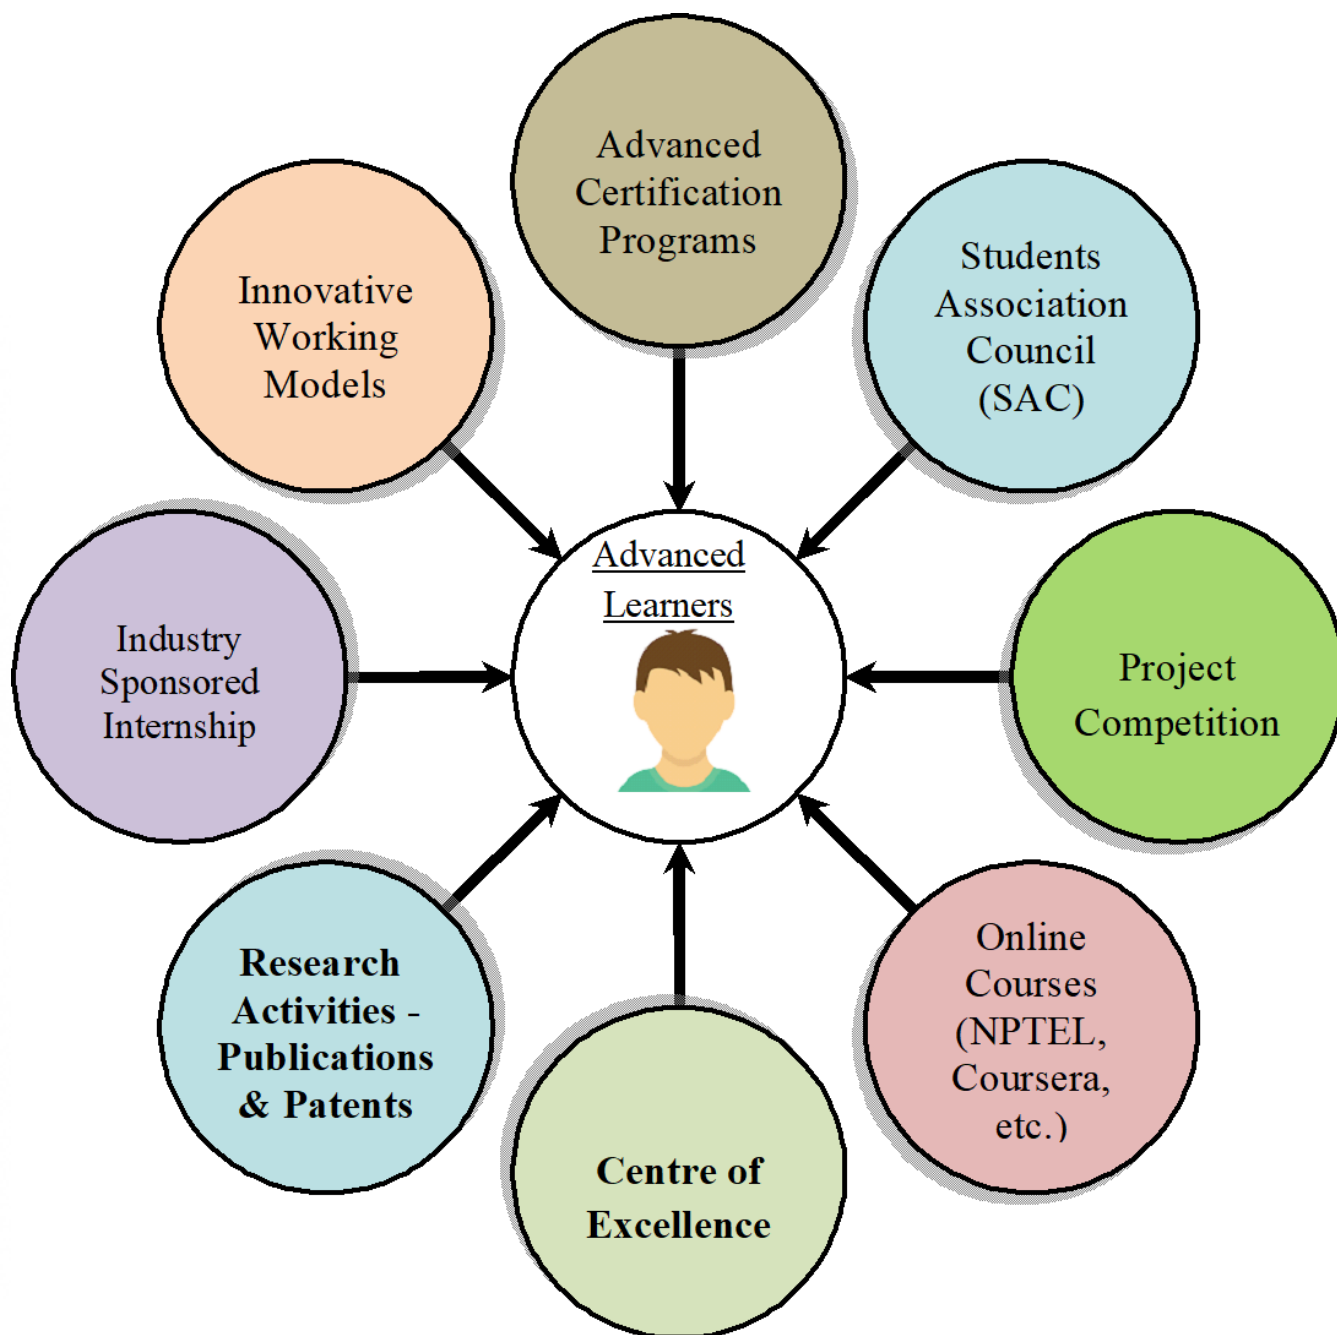 Advanced
Certification
Programs
Students
Association
Council
(SAC)
Innovative
Working
Models
Advanced
Learners
Industry
Sponsored
Internship
Project
Competition
Research
Activities -
Publications
& Patents
Online
Courses
(NPTEL,
Coursera,
etc.)
Centre of
Excellence